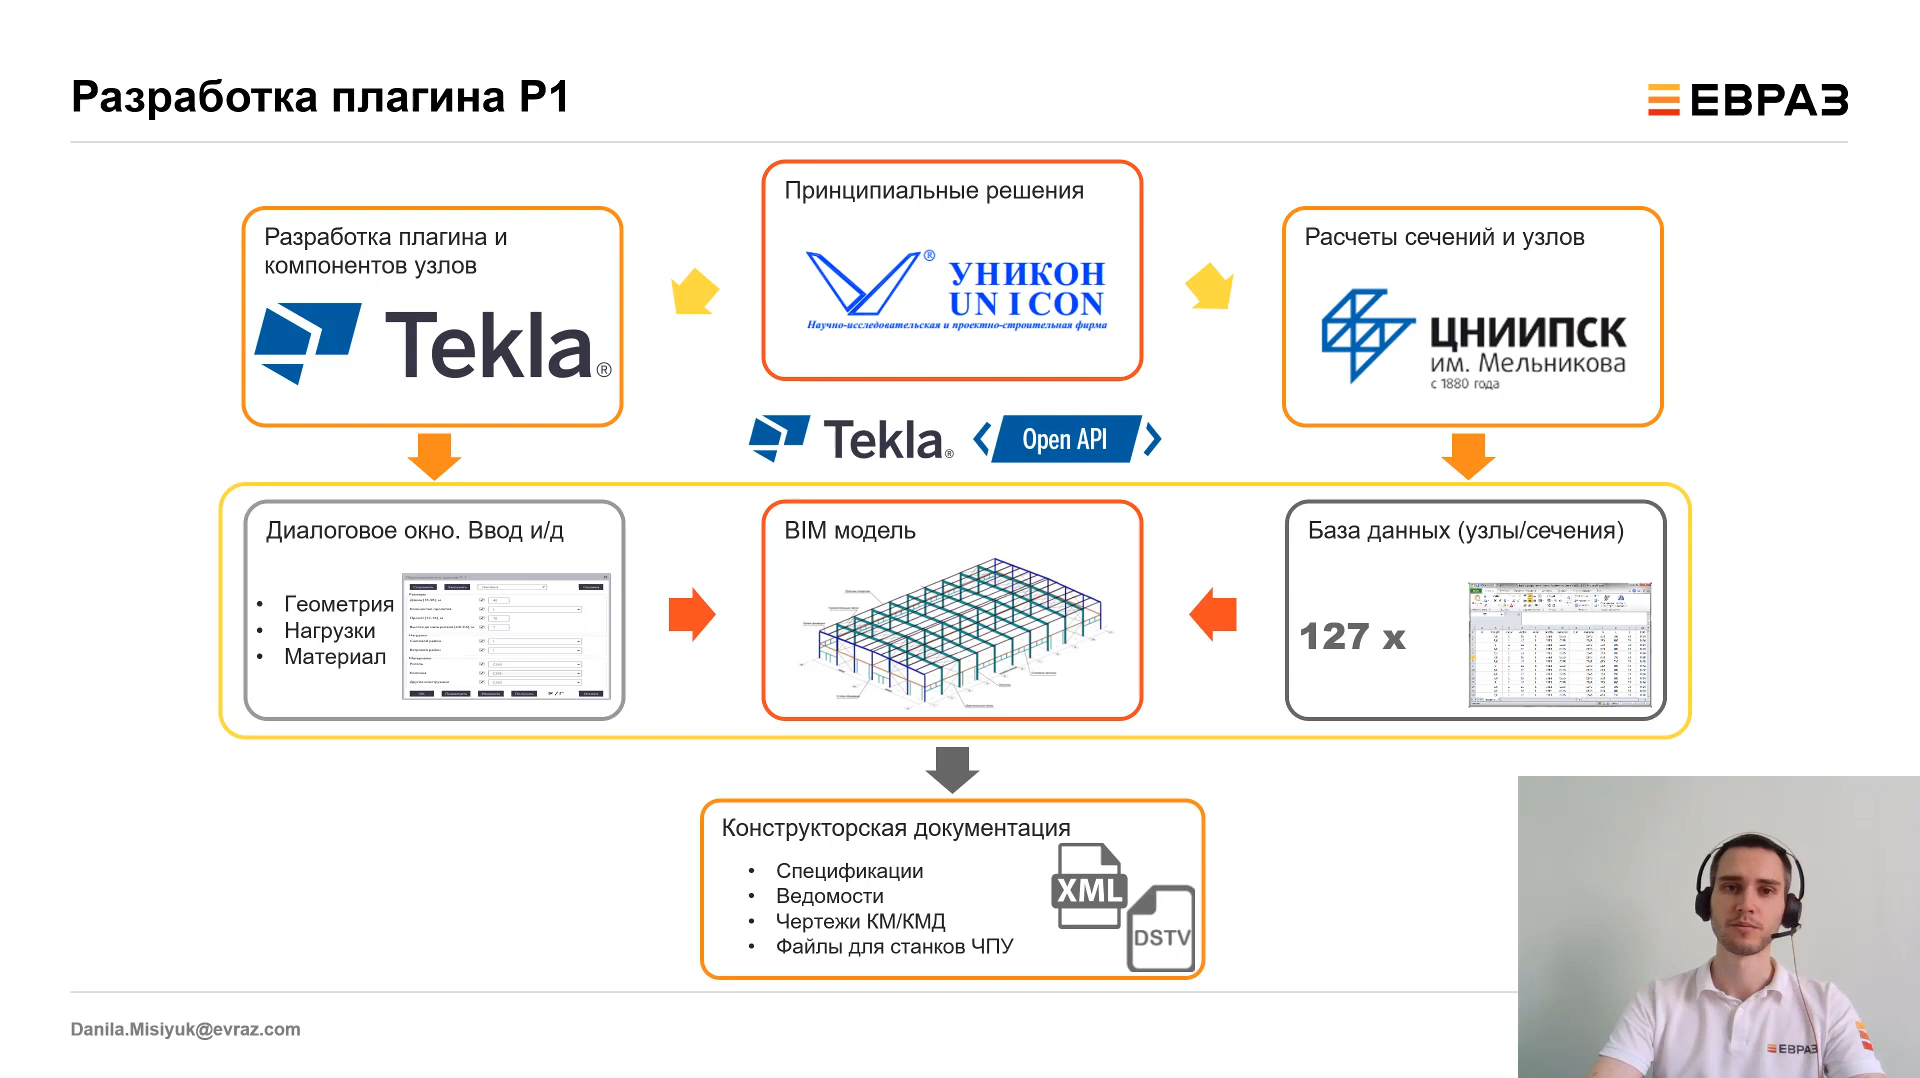 Разработка плагина Р1
ЕВРАЗ
Разработка плагина и
компонентов узлов
Tekla®
Принципиальные решения
®
УНИКОН
UNICON
Научно-исследовательская и проектно-строительная фирма
Расчеты сечений и узлов
ЦНИИПСК
им. Мельникова
с 1880 года
Tekla® <Open API>
Диалоговое окно. Ввод и/д
• Геометрия
• Нагрузки
• Материал
BIM модель
База данных (узлы/сечения)
127 x
Конструкторская документация
• Спецификации
• Ведомости
• Чертежи КМ/КМД
• Файлы для станков ЧПУ
XML
DSTV
Danila.Misiyuk@evraz.com
ЕВРАЗ